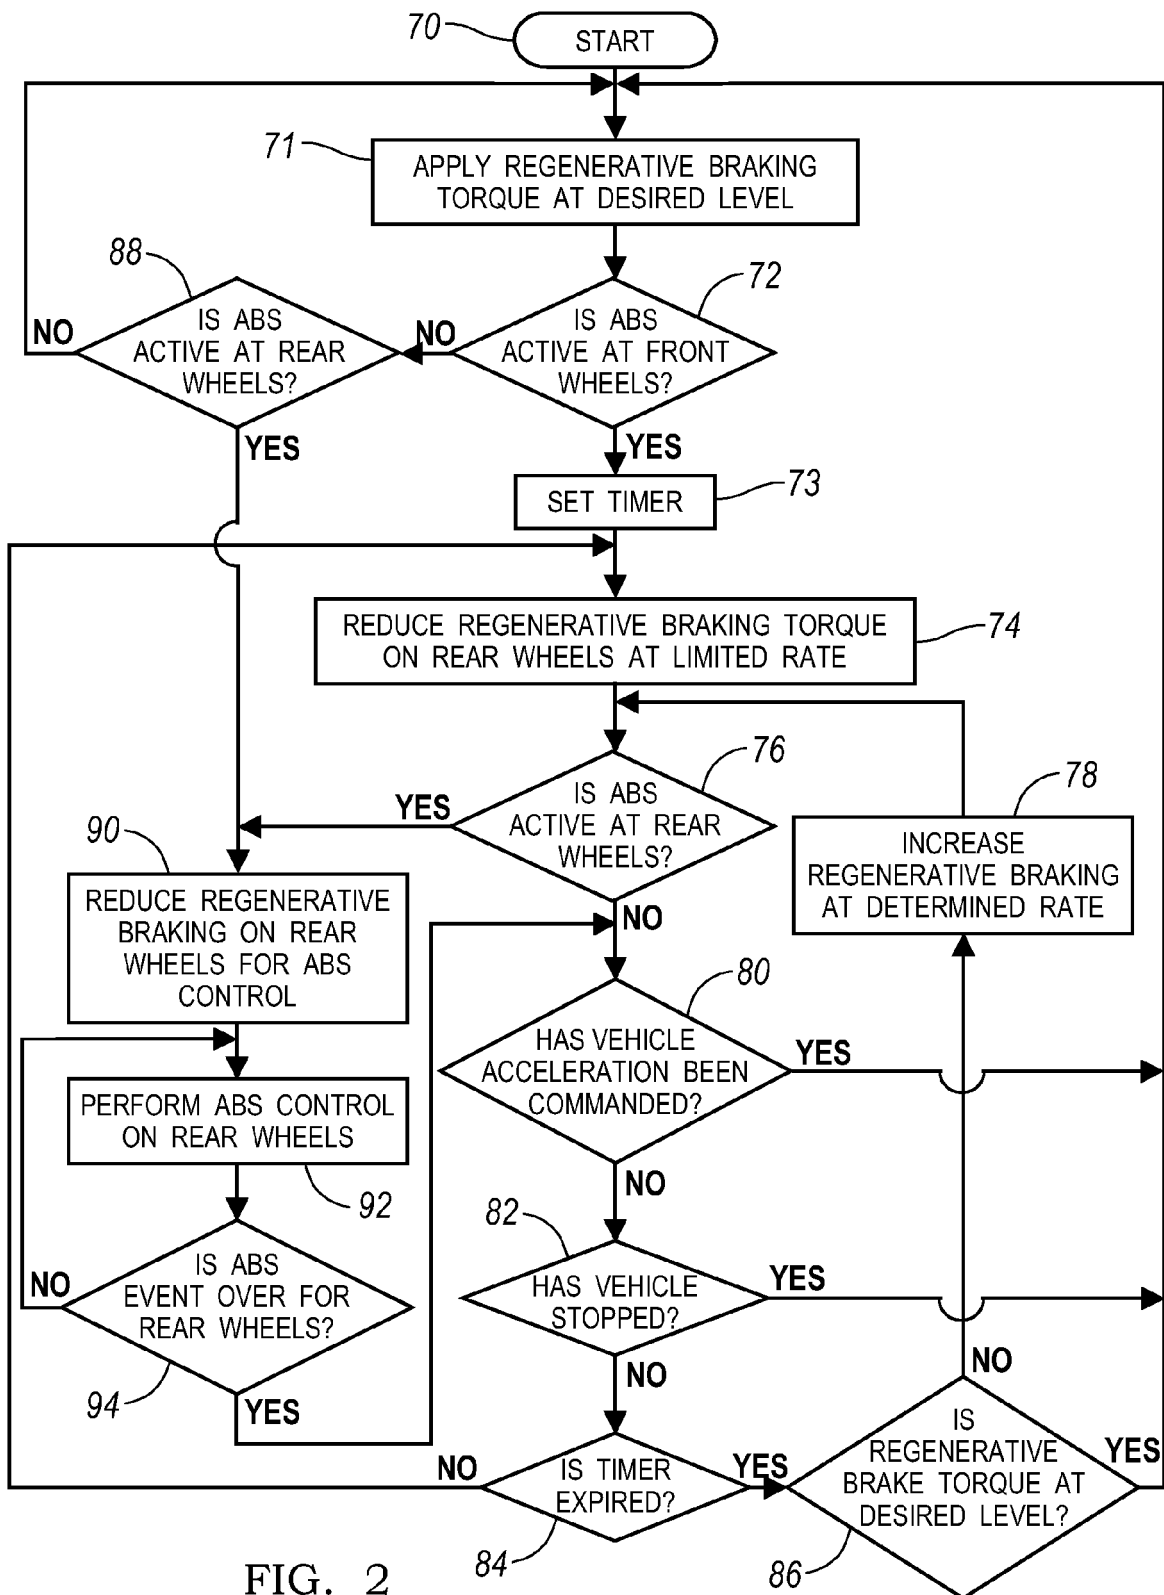 70
START
71
APPLY REGENERATIVE BRAKING
TORQUE AT DESIRED LEVEL
88
72
IS ABS
ACTIVE AT REAR
WHEELS?
NO
YES
IS ABS
ACTIVE AT FRONT
WHEELS?
NO
YES
73
SET TIMER
74
REDUCE REGENERATIVE BRAKING TORQUE
ON REAR WHEELS AT LIMITED RATE
76
IS ABS
ACTIVE AT REAR
WHEELS?
YES
NO
78
INCREASE
REGENERATIVE BRAKING
AT DETERMINED RATE
90
REDUCE REGENERATIVE
BRAKING ON REAR
WHEELS FOR ABS
CONTROL
80
HAS VEHICLE
ACCELERATION BEEN
COMMANDED?
YES
NO
PERFORM ABS CONTROL
ON REAR WHEELS
92
82
HAS VEHICLE
STOPPED?
YES
NO
IS ABS
EVENT OVER FOR
REAR WHEELS?
NO
94
YES
NO
IS TIMER
EXPIRED?
YES
84
NO
IS
REGENERATIVE
BRAKE TORQUE AT
DESIRED LEVEL?
YES
86
FIG. 2